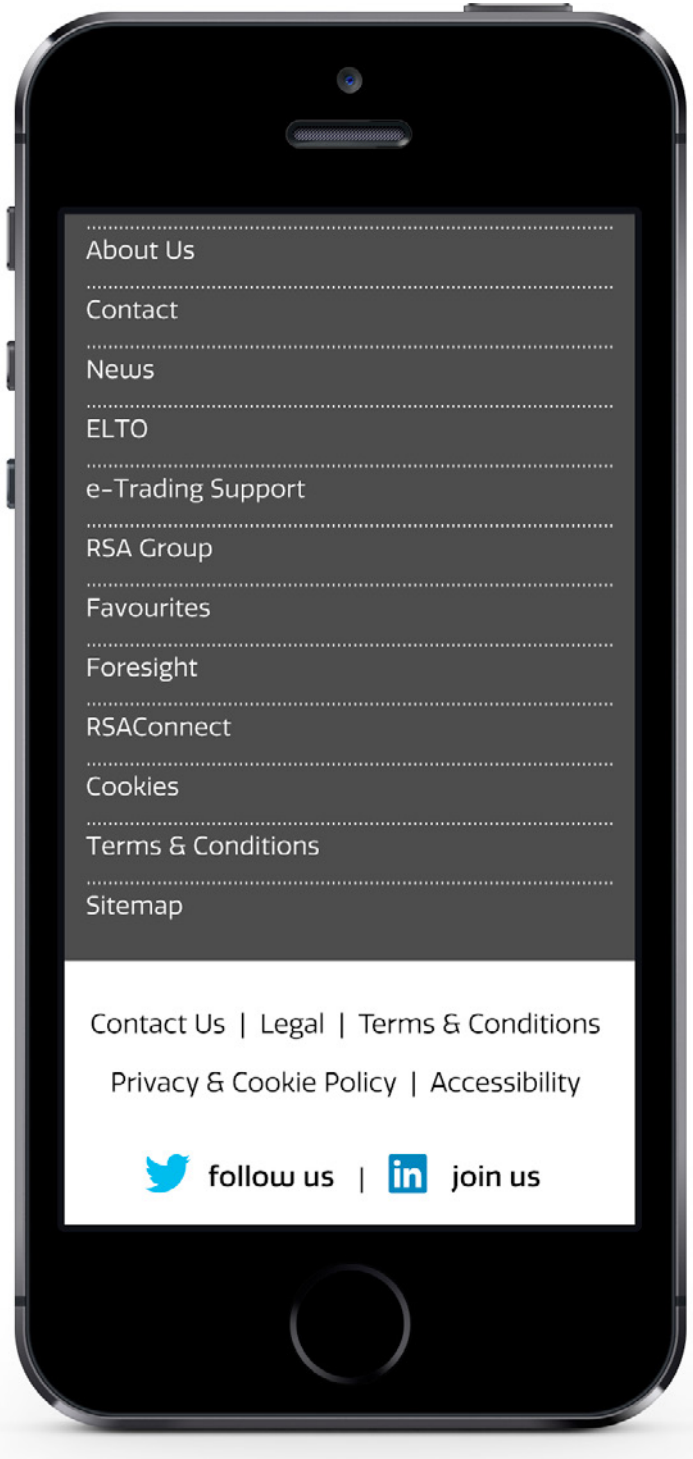 About Us
Contact
News
ELTO
e-Trading Support
RSA Group
Favourites
Foresight
RSAConnect
Cookies
Terms & Conditions
Sitemap
Contact Us | Legal | Terms & Conditions
Privacy & Cookie Policy | Accessibility
follow us | in join us